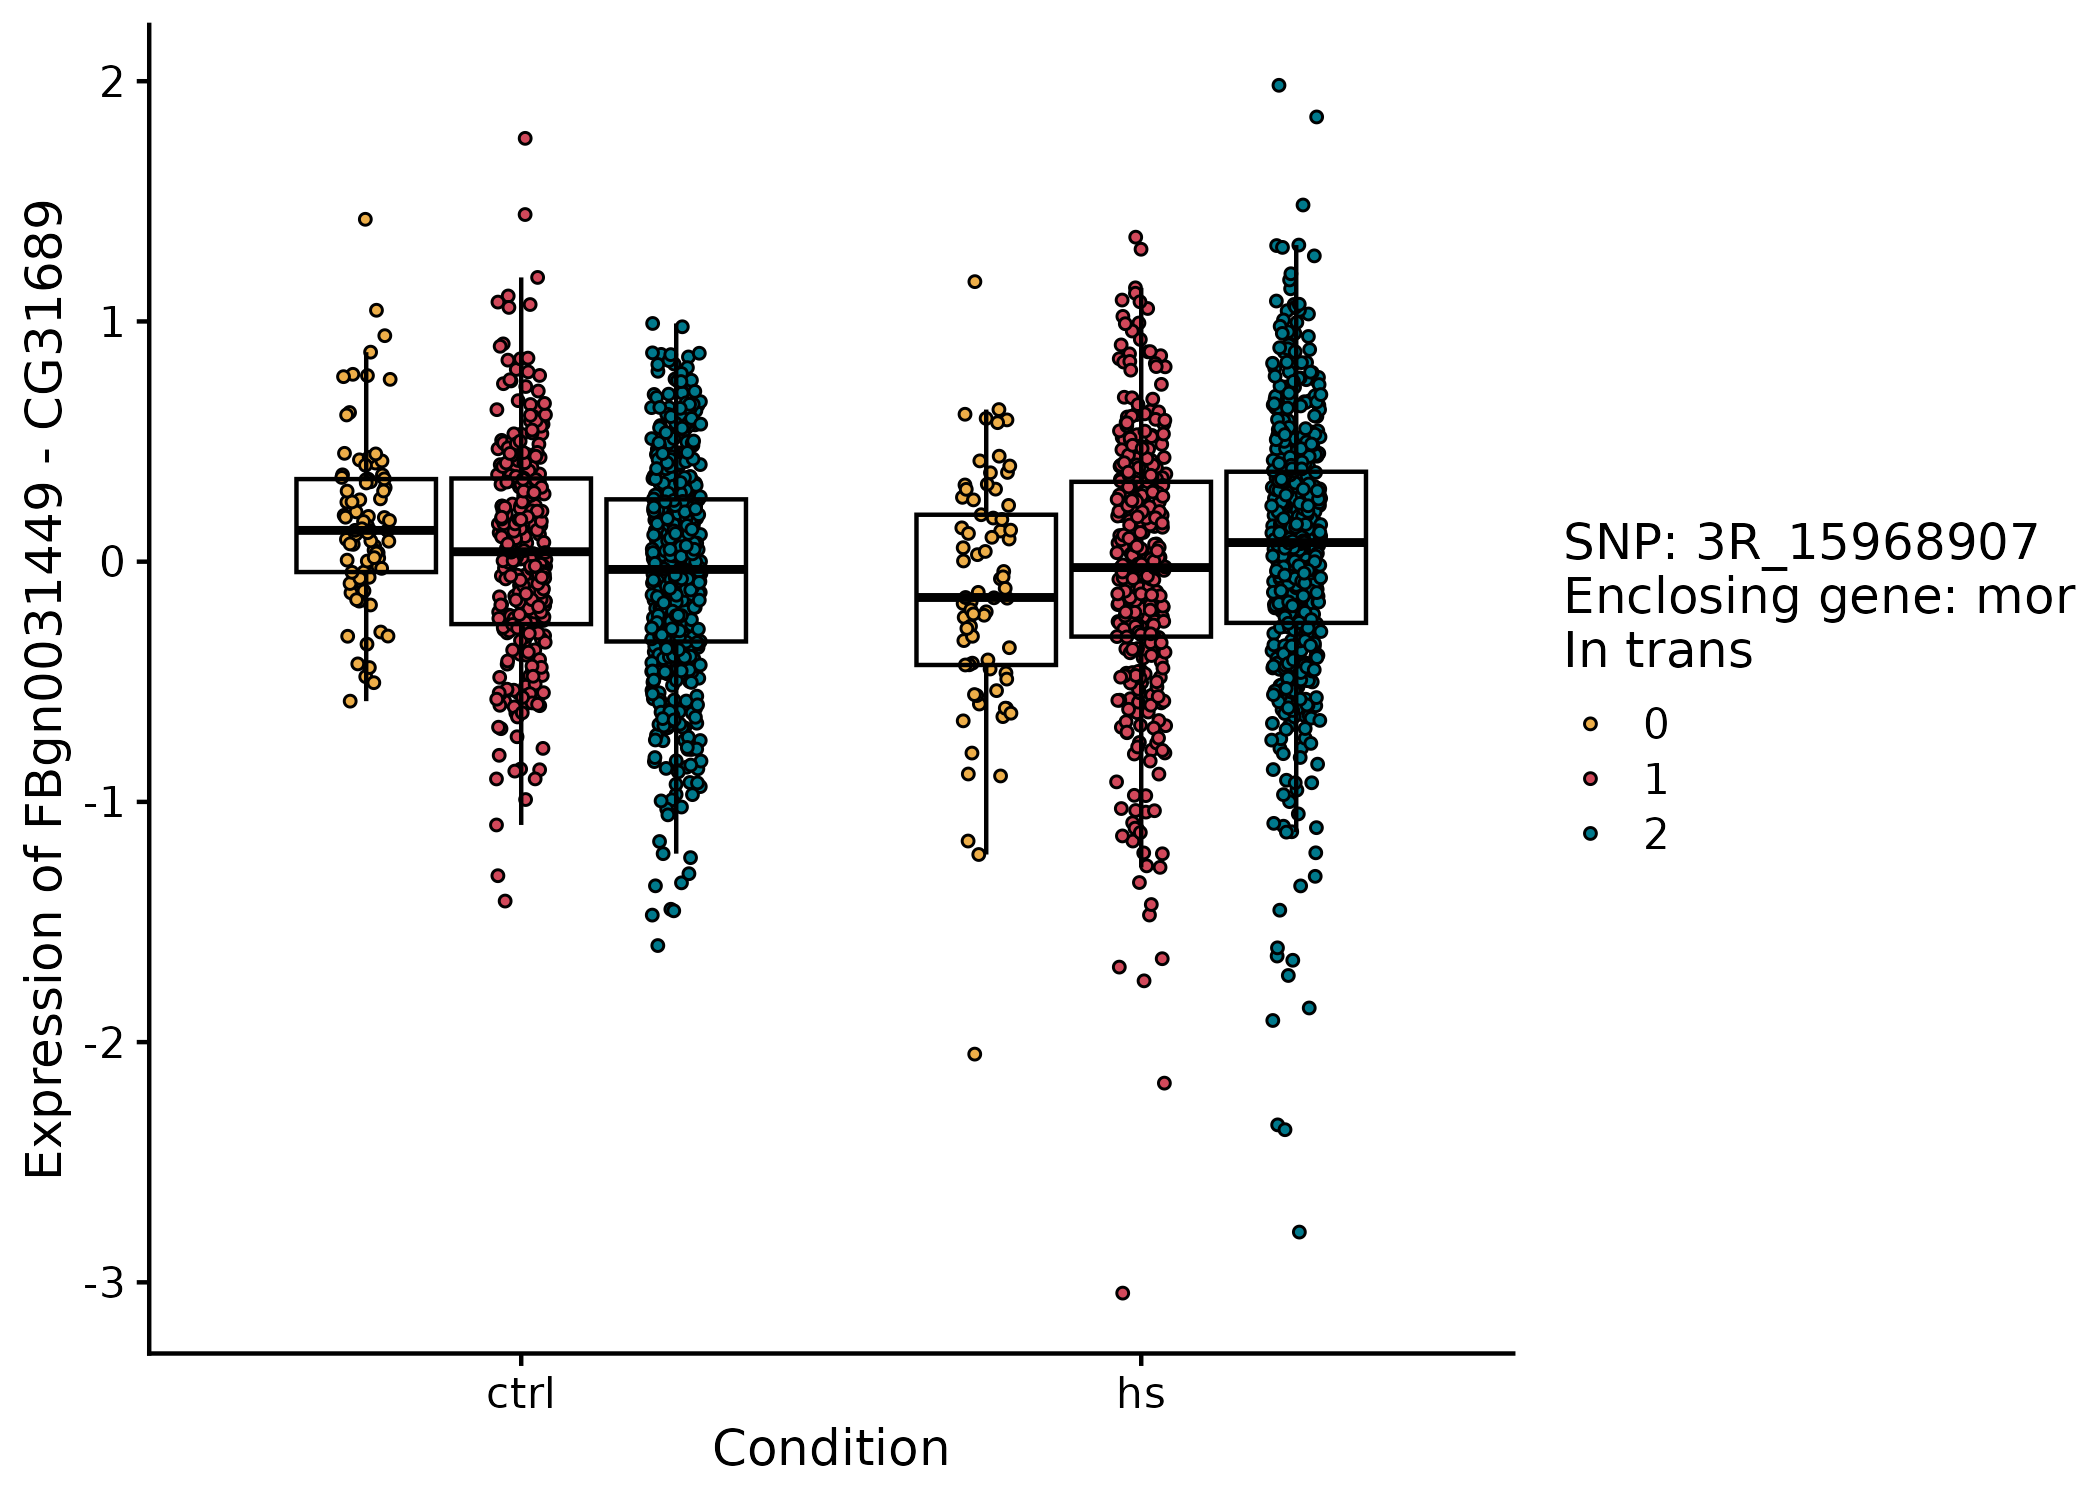 2
1
0
-1
-2
-3
Expression of FBgn0031449 - CG31689
ctrl
hs
Condition
SNP: 3R_15968907
Enclosing gene: mor
In trans
0
1
2